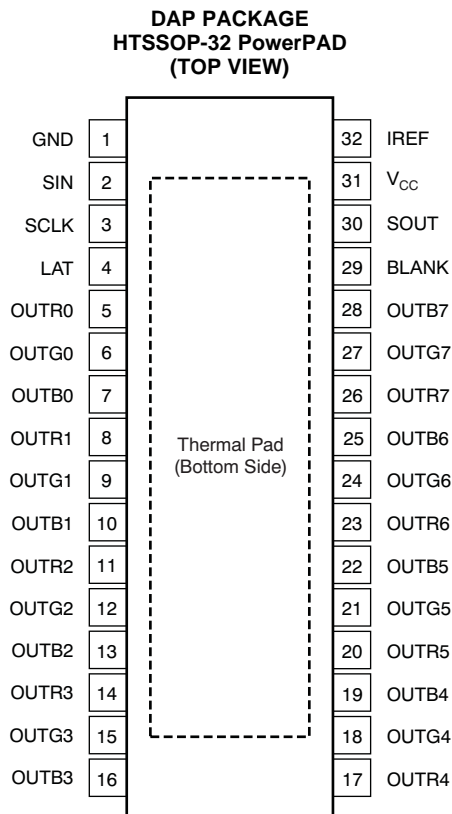 DAP PACKAGE
HTSSOP-32 PowerPAD
(TOP VIEW)
GND 1 32 IREF
SIN 2 31 VCC
SCLK 3 30 SOUT
LAT 4 29 BLANK
OUTR0 5 28 OUTB7
OUTG0 6 27 OUTG7
OUTB0 7 26 OUTR7
OUTR1 8 25 OUTB6
Thermal Pad
(Bottom Side)
OUTG1 9 24 OUTG6
OUTB1 10 23 OUTR6
OUTR2 11 22 OUTB5
OUTG2 12 21 OUTG5
OUTB2 13 20 OUTR5
OUTR3 14 19 OUTB4
OUTG3 15 18 OUTG4
OUTB3 16 17 OUTR4